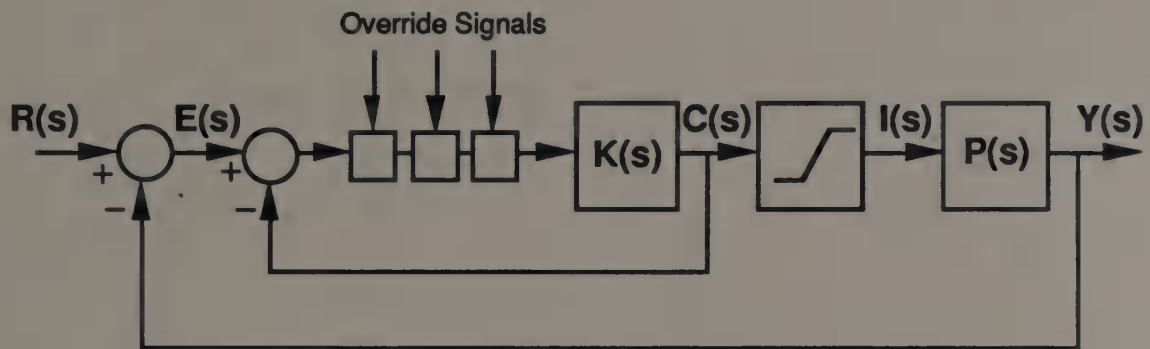 Override Signals
R(s)
E(s)
K(s)
C(s)
I(s)
P(s)
Y(s)
+
−
+
−